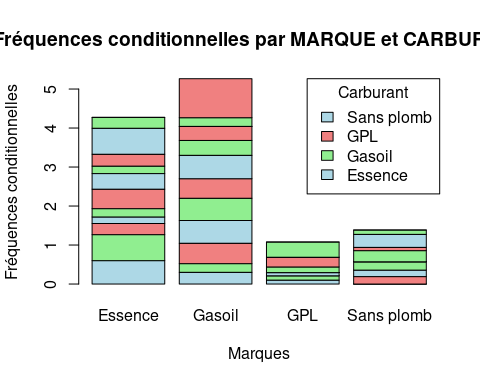 Fréquences conditionnelles par MARQUE et CARBUR
Fréquences conditionnelles
5
4
3
2
1
0
Carburant
Sans plomb
GPL
Gasoil
Essence
Essence Gasoil GPL Sans plomb
Marques